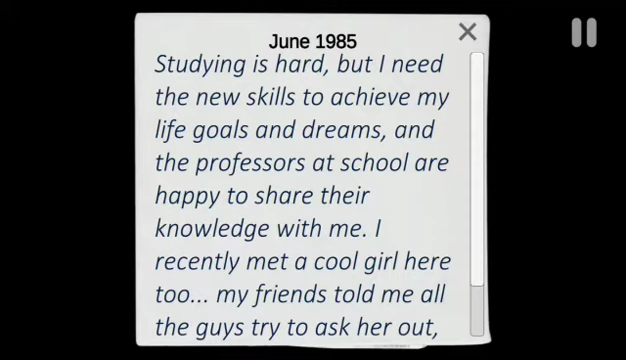 June 1985
Studying is hard, but I need
the new skills to achieve my
life goals and dreams, and
the professors at school are
happy to share their
knowledge with me. I
recently met a cool girl here
too... my friends told me all
the guys try to ask her out,